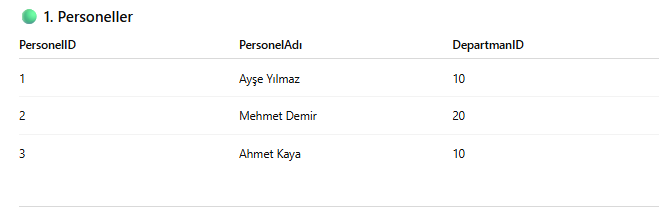 1. Personeller
PersonelID PersonelAdı DepartmanID
1 Ayşe Yılmaz 10
2 Mehmet Demir 20
3 Ahmet Kaya 10